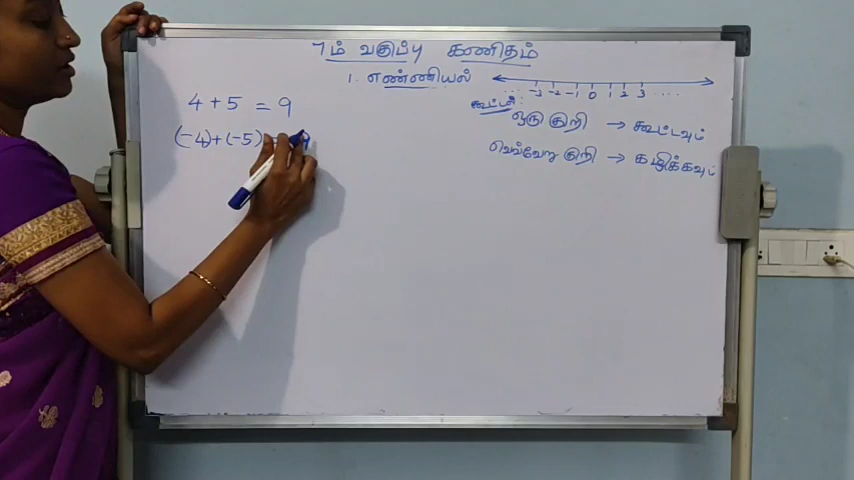 7ம் வகுப்பு கணிதம்
1. எண்ணியல்
... -3 -2 -1 0 1 2 3 ....
4 + 5 = 9
கூட்டல்:
ஒரு குறி → கூட்டவும்
(-4)+(-5)
வெவ்வேறு குறி → கழிக்கவும்